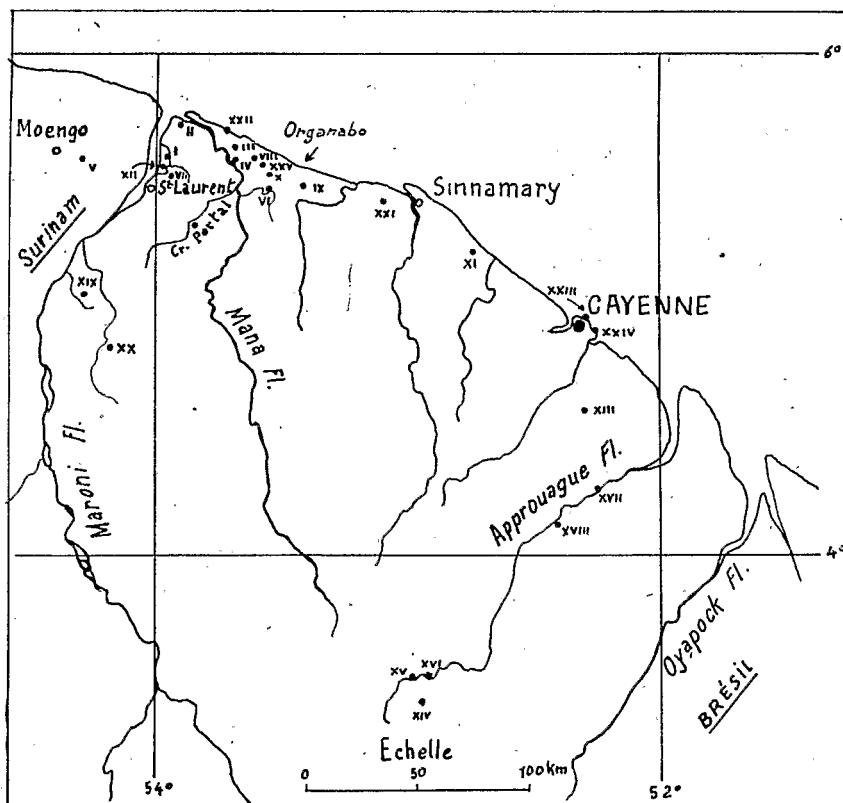 6°
Moengo
V
II
XXII
Organabo
I
III
IV
VIII
XXV
X
XII
VII
St Laurent
VI
IX
XXI
Sinnamary
Surinam
Cr. Portal
XI
XIX
XXIII
CAYENNE
XXIV
XX
Mana Fl.
XIII
Maroni Fl.
Approuague Fl.
XVII
XVIII
4°
Oyapock Fl.
XV
XVI
XIV
BRÉSIL
Echelle
0 50 100km
54° 52°